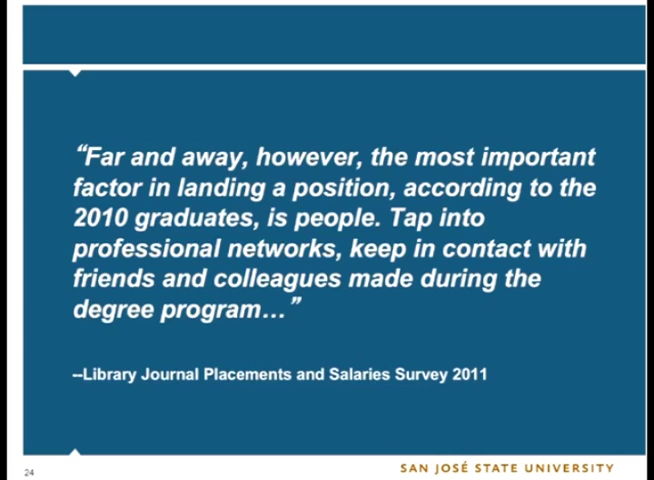 “Far and away, however, the most important
factor in landing a position, according to the
2010 graduates, is people. Tap into
professional networks, keep in contact with
friends and colleagues made during the
degree program…”
--Library Journal Placements and Salaries Survey 2011
24
SAN JOSÉ STATE UNIVERSITY